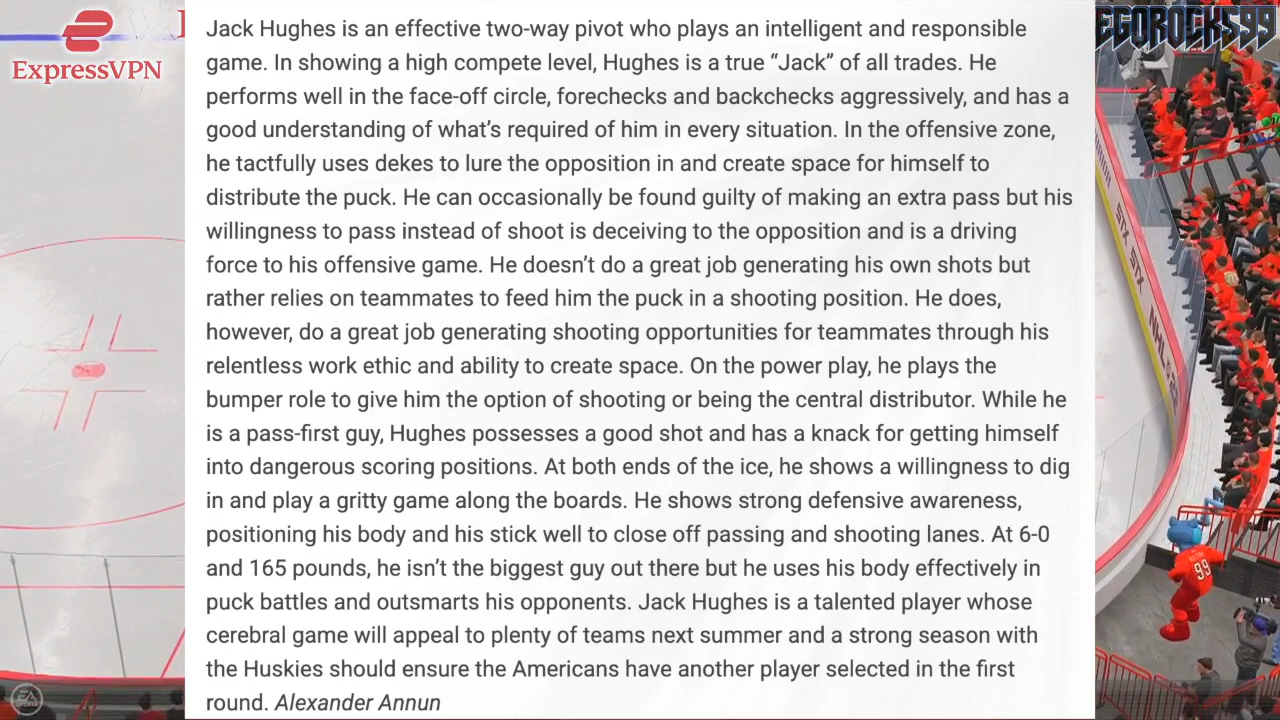 ExpressVPN
EGOROCKS99
Jack Hughes is an effective two-way pivot who plays an intelligent and responsible
game. In showing a high compete level, Hughes is a true “Jack” of all trades. He
performs well in the face-off circle, forechecks and backchecks aggressively, and has a
good understanding of what’s required of him in every situation. In the offensive zone,
he tactfully uses dekes to lure the opposition in and create space for himself to
distribute the puck. He can occasionally be found guilty of making an extra pass but his
willingness to pass instead of shoot is deceiving to the opposition and is a driving
force to his offensive game. He doesn’t do a great job generating his own shots but
rather relies on teammates to feed him the puck in a shooting position. He does,
however, do a great job generating shooting opportunities for teammates through his
relentless work ethic and ability to create space. On the power play, he plays the
bumper role to give him the option of shooting or being the central distributor. While he
is a pass-first guy, Hughes possesses a good shot and has a knack for getting himself
into dangerous scoring positions. At both ends of the ice, he shows a willingness to dig
in and play a gritty game along the boards. He shows strong defensive awareness,
positioning his body and his stick well to close off passing and shooting lanes. At 6-0
and 165 pounds, he isn’t the biggest guy out there but he uses his body effectively in
puck battles and outsmarts his opponents. Jack Hughes is a talented player whose
cerebral game will appeal to plenty of teams next summer and a strong season with
the Huskies should ensure the Americans have another player selected in the first
round. Alexander Annun
STX STX
NHL
99
EA
SPORTS